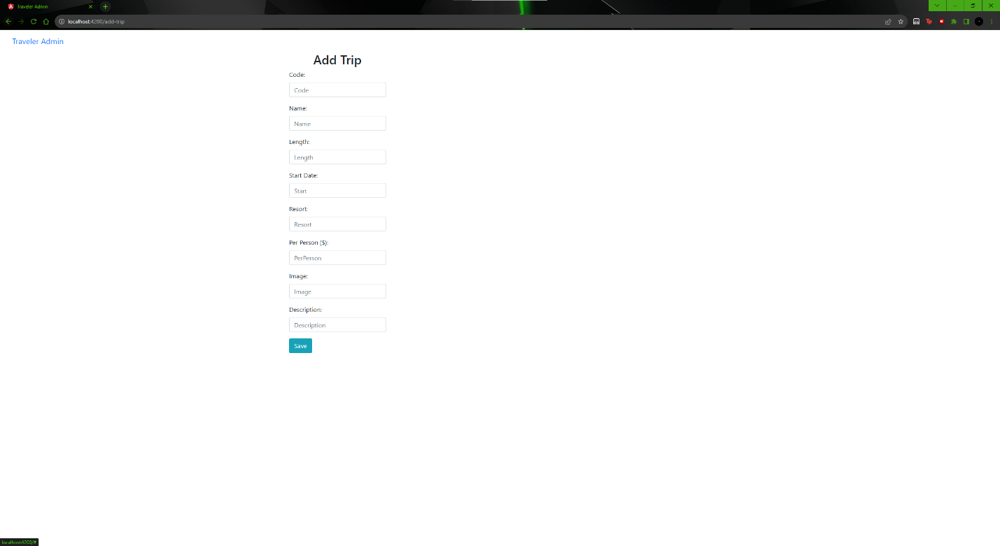 Traveler Admin
localhost:4200/add-trip
Traveler Admin
Add Trip
Code:
Code
Name:
Name
Length:
Length
Start Date:
Start
Resort:
Resort
Per Person ($):
PerPerson
Image:
Image
Description:
Description
Save
localhost:4200/#